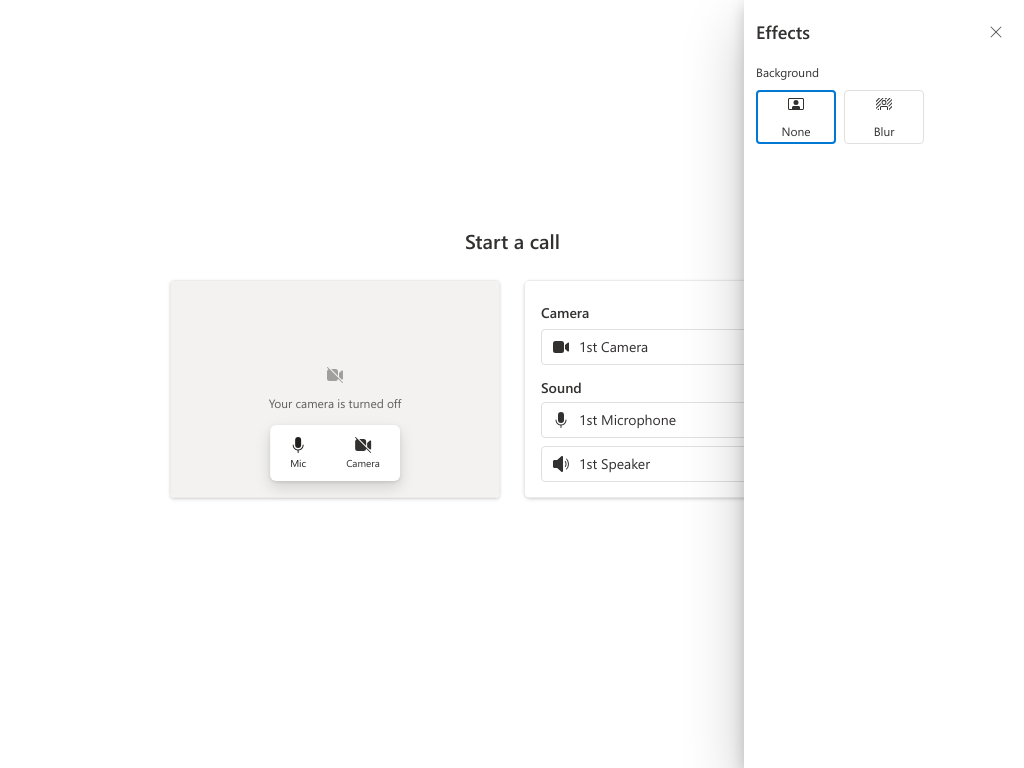 Effects
Background
None
Blur
Start a call
Your camera is turned off
Mic
Camera
Camera
1st Camera
Sound
1st Microphone
1st Speaker